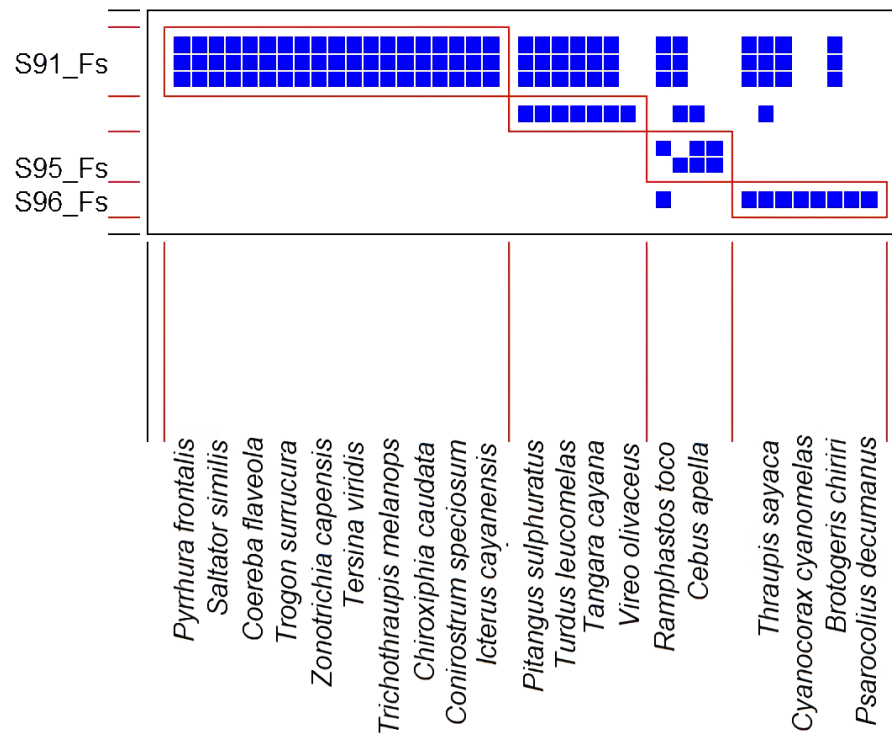 S91_Fs
S95_Fs
S96_Fs
Pyrrhura frontalis
Saltator similis
Coereba flaveola
Trogon surrucura
Zonotrichia capensis
Tersina viridis
Trichothraupis melanops
Chiroxiphia caudata
Conirostrum speciosum
Icterus cayanensis
Pitangus sulphuratus
Turdus leucomelas
Tangara cayana
Vireo olivaceus
Ramphastos toco
Cebus apella
Thraupis sayaca
Cyanocorax cyanomelas
Brotogeris chiriri
Psarocolius decumanus